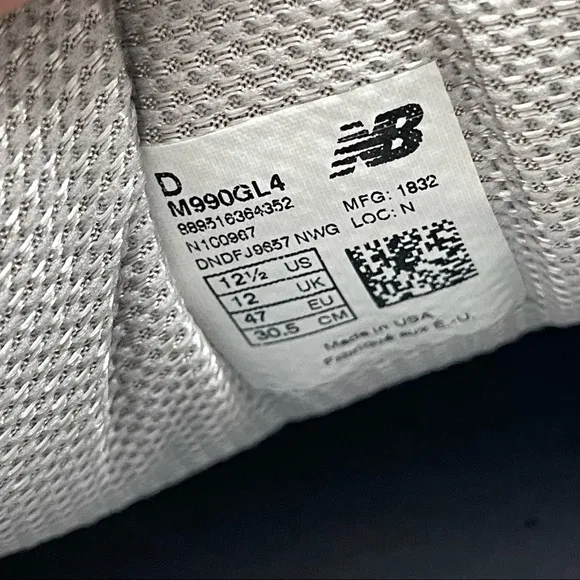 NB
D
M990GL4
889516364352
N100967
DNDFJ9657 NWG
MFG: 1832
LOC: N
12½ US
12 UK
47 EU
30.5 CM
Made in USA
Fabriqué aux É.-U.